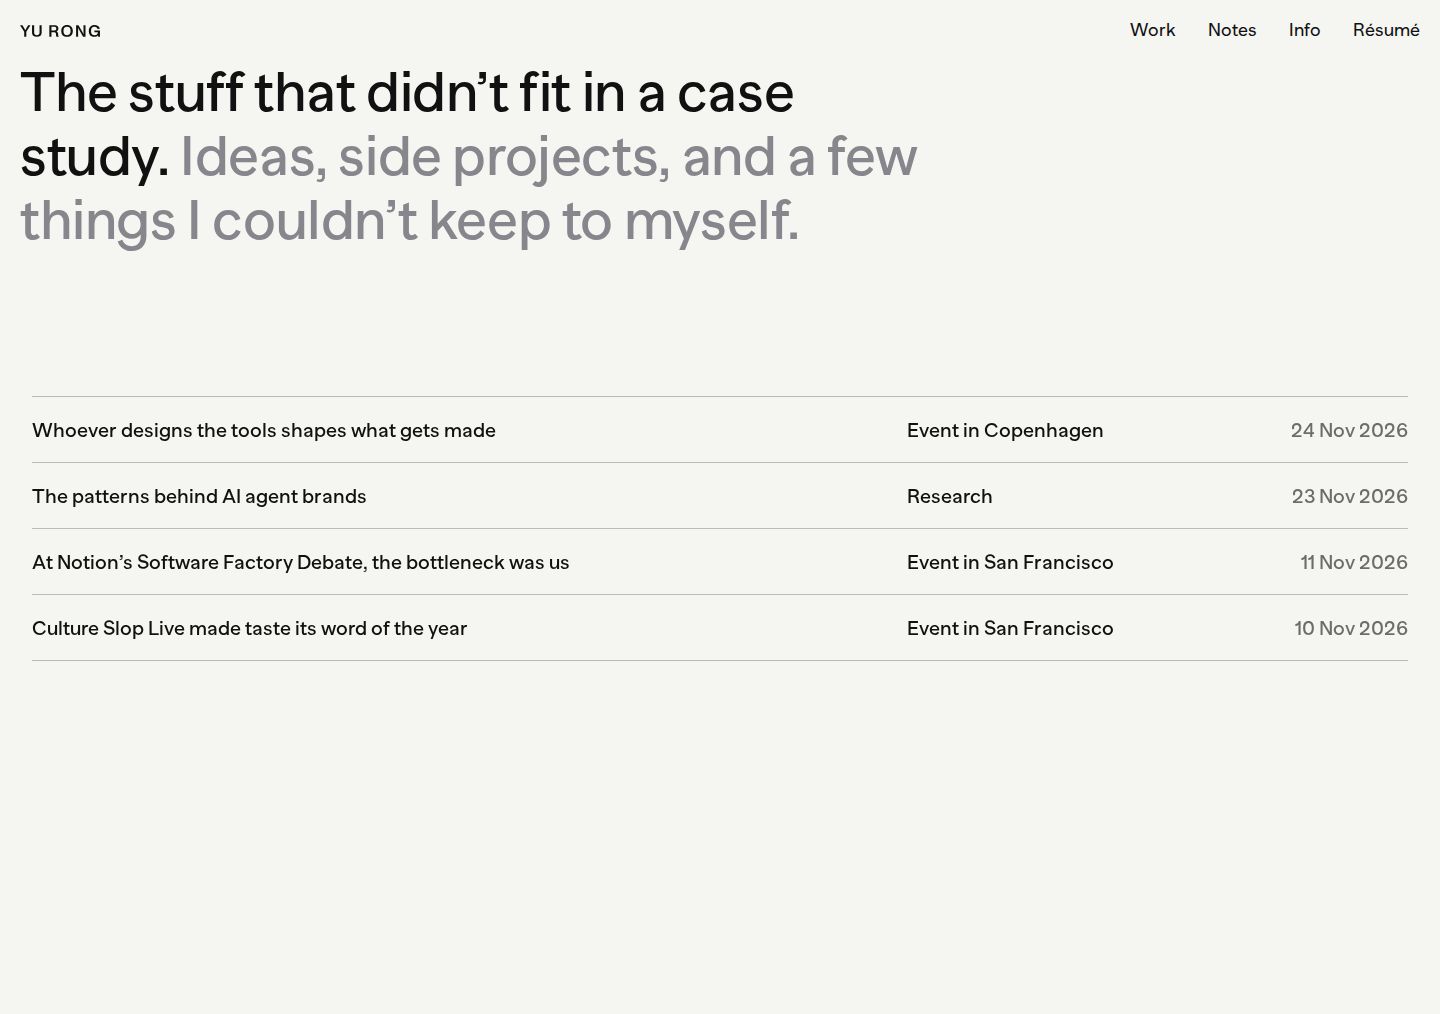 YU RONG
Work Notes Info Résumé
The stuff that didn’t fit in a case
study. Ideas, side projects, and a few
things I couldn’t keep to myself.
Whoever designs the tools shapes what gets made Event in Copenhagen 24 Nov 2026
The patterns behind AI agent brands Research 23 Nov 2026
At Notion’s Software Factory Debate, the bottleneck was us Event in San Francisco 11 Nov 2026
Culture Slop Live made taste its word of the year Event in San Francisco 10 Nov 2026